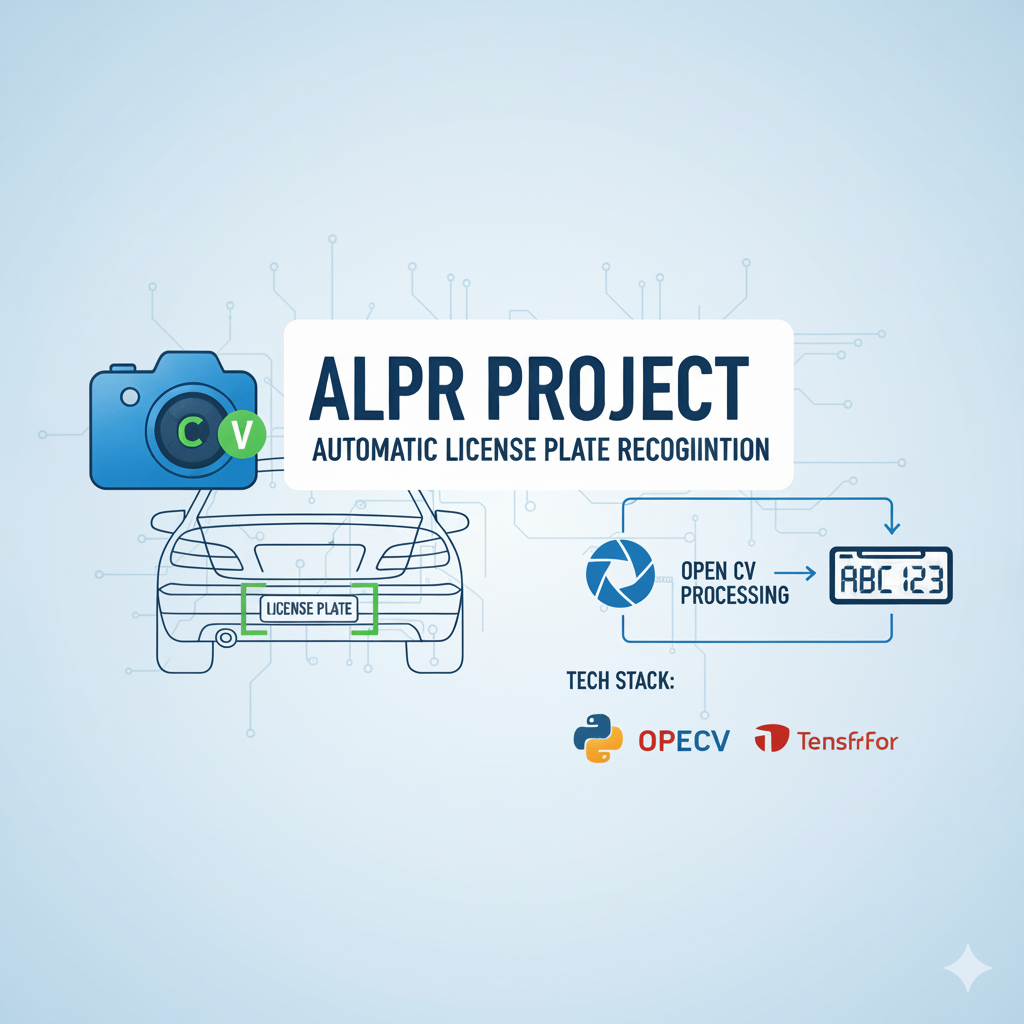 CV
ALPR PROJECT
AUTOMATIC LICENSE PLATE RECOGIINTION
LICENSE PLATE
OPEN CV
PROCESSING
ABC 123
TECH STACK:
OPECV
TensfrFor